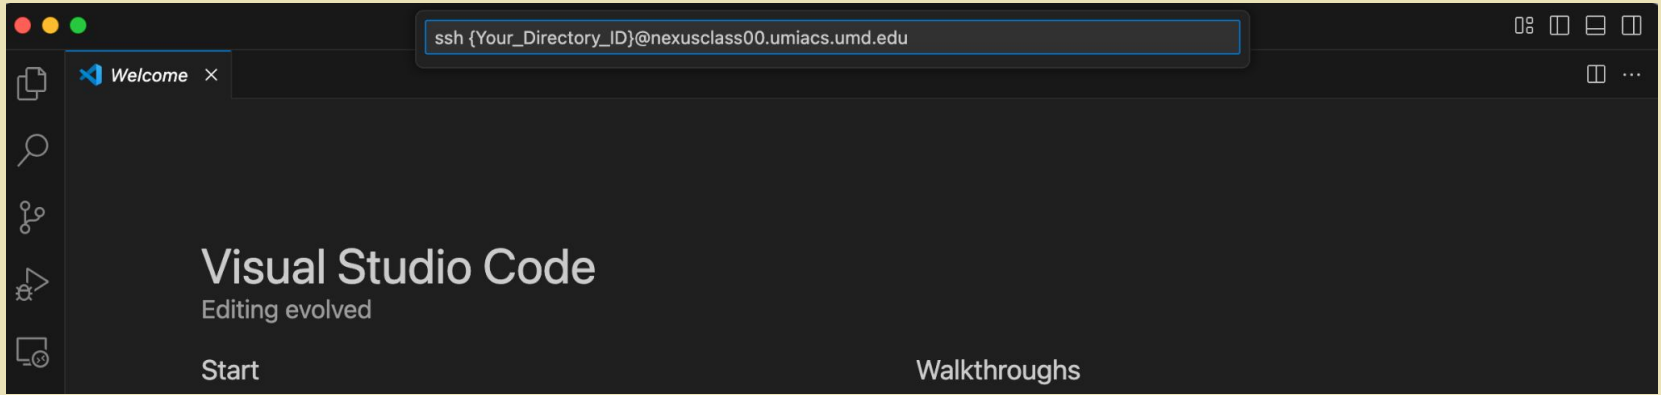 ssh {Your_Directory_ID}@nexusclass00.umiacs.umd.edu
Welcome
Visual Studio Code
Editing evolved
Start
Walkthroughs